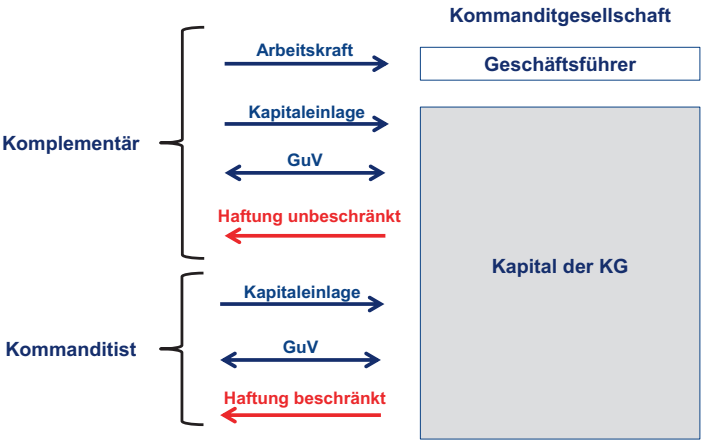 Kommanditgesellschaft
Arbeitskraft
Geschäftsführer
Kapitaleinlage
Komplementär
GuV
Haftung unbeschränkt
Kapital der KG
Kapitaleinlage
Kommanditist
GuV
Haftung beschränkt